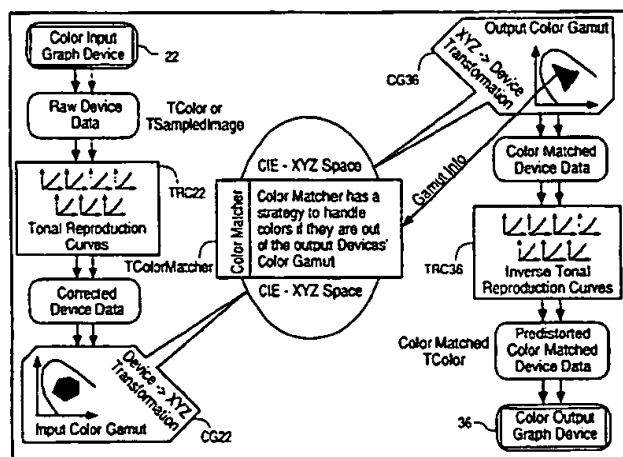 Color Input
Graph Device
22
Raw Device
Data
TColor or
TSampledImage
TRC22
Tonal Reproduction
Curves
Corrected
Device Data
Input Color Gamut
Device -> XYZ
Transformation
CG22
CIE - XYZ Space
Color Matcher
Color Matcher has a
strategy to handle
colors if they are out
of the output Devices'
Color Gamut
TColorMatcher
CIE - XYZ Space
Gamut Info
XYZ -> Device
Transformation
CG36
Output Color Gamut
Color Matched
Device Data
TRC36
Inverse Tonal
Reproduction Curves
Color Matched
TColor
Predistorted
Color Matched
Device Data
36
Color Output
Graph Device